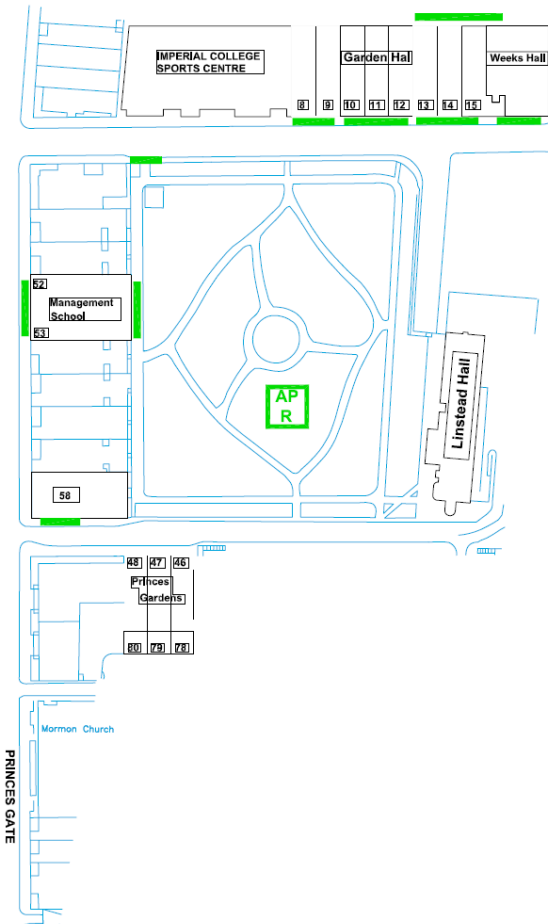 IMPERIAL COLLEGE
SPORTS CENTRE
Garden Hal
Weeks Hall
8 9 10 11 12 13 14 15
52
Management
School
53
AP
R
Linstead Hall
58
48 47 46
Princes
Gardens
80 79 78
Mormon Church
PRINCES GATE